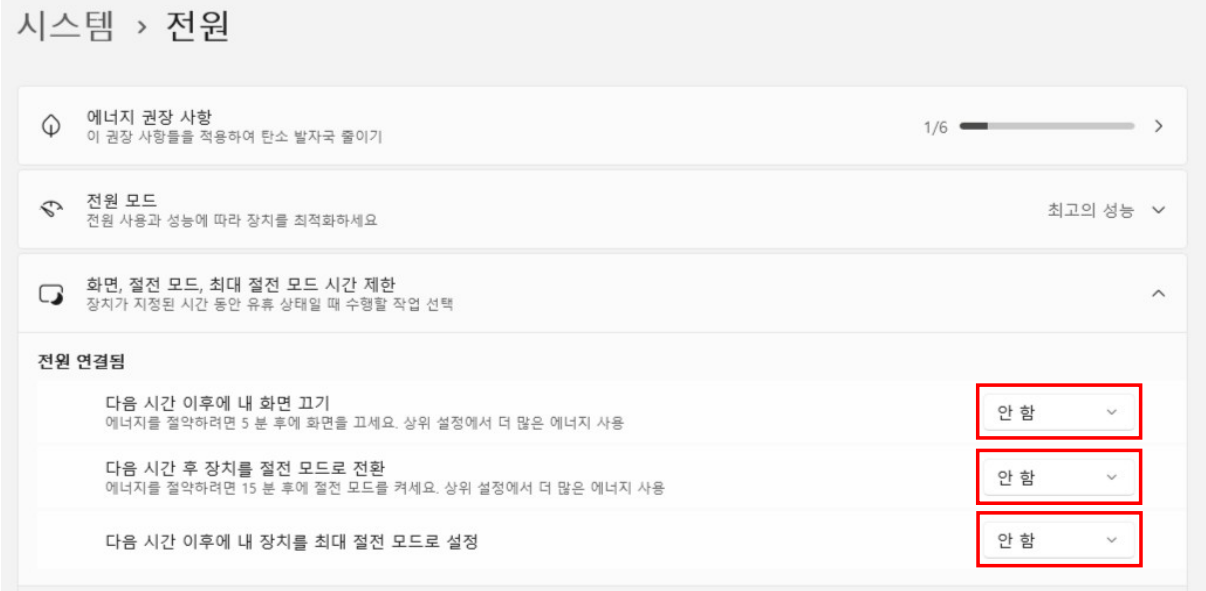 시스템 > 전원
에너지 권장 사항
이 권장 사항들을 적용하여 탄소 발자국 줄이기
1/6
전원 모드
전원 사용과 성능에 따라 장치를 최적화하세요
최고의 성능
화면, 절전 모드, 최대 절전 모드 시간 제한
장치가 지정된 시간 동안 유휴 상태일 때 수행할 작업 선택
전원 연결됨
다음 시간 이후에 내 화면 끄기
에너지를 절약하려면 5 분 후에 화면을 끄세요. 상위 설정에서 더 많은 에너지 사용
안 함
다음 시간 후 장치를 절전 모드로 전환
에너지를 절약하려면 15 분 후에 절전 모드를 켜세요. 상위 설정에서 더 많은 에너지 사용
안 함
다음 시간 이후에 내 장치를 최대 절전 모드로 설정
안 함